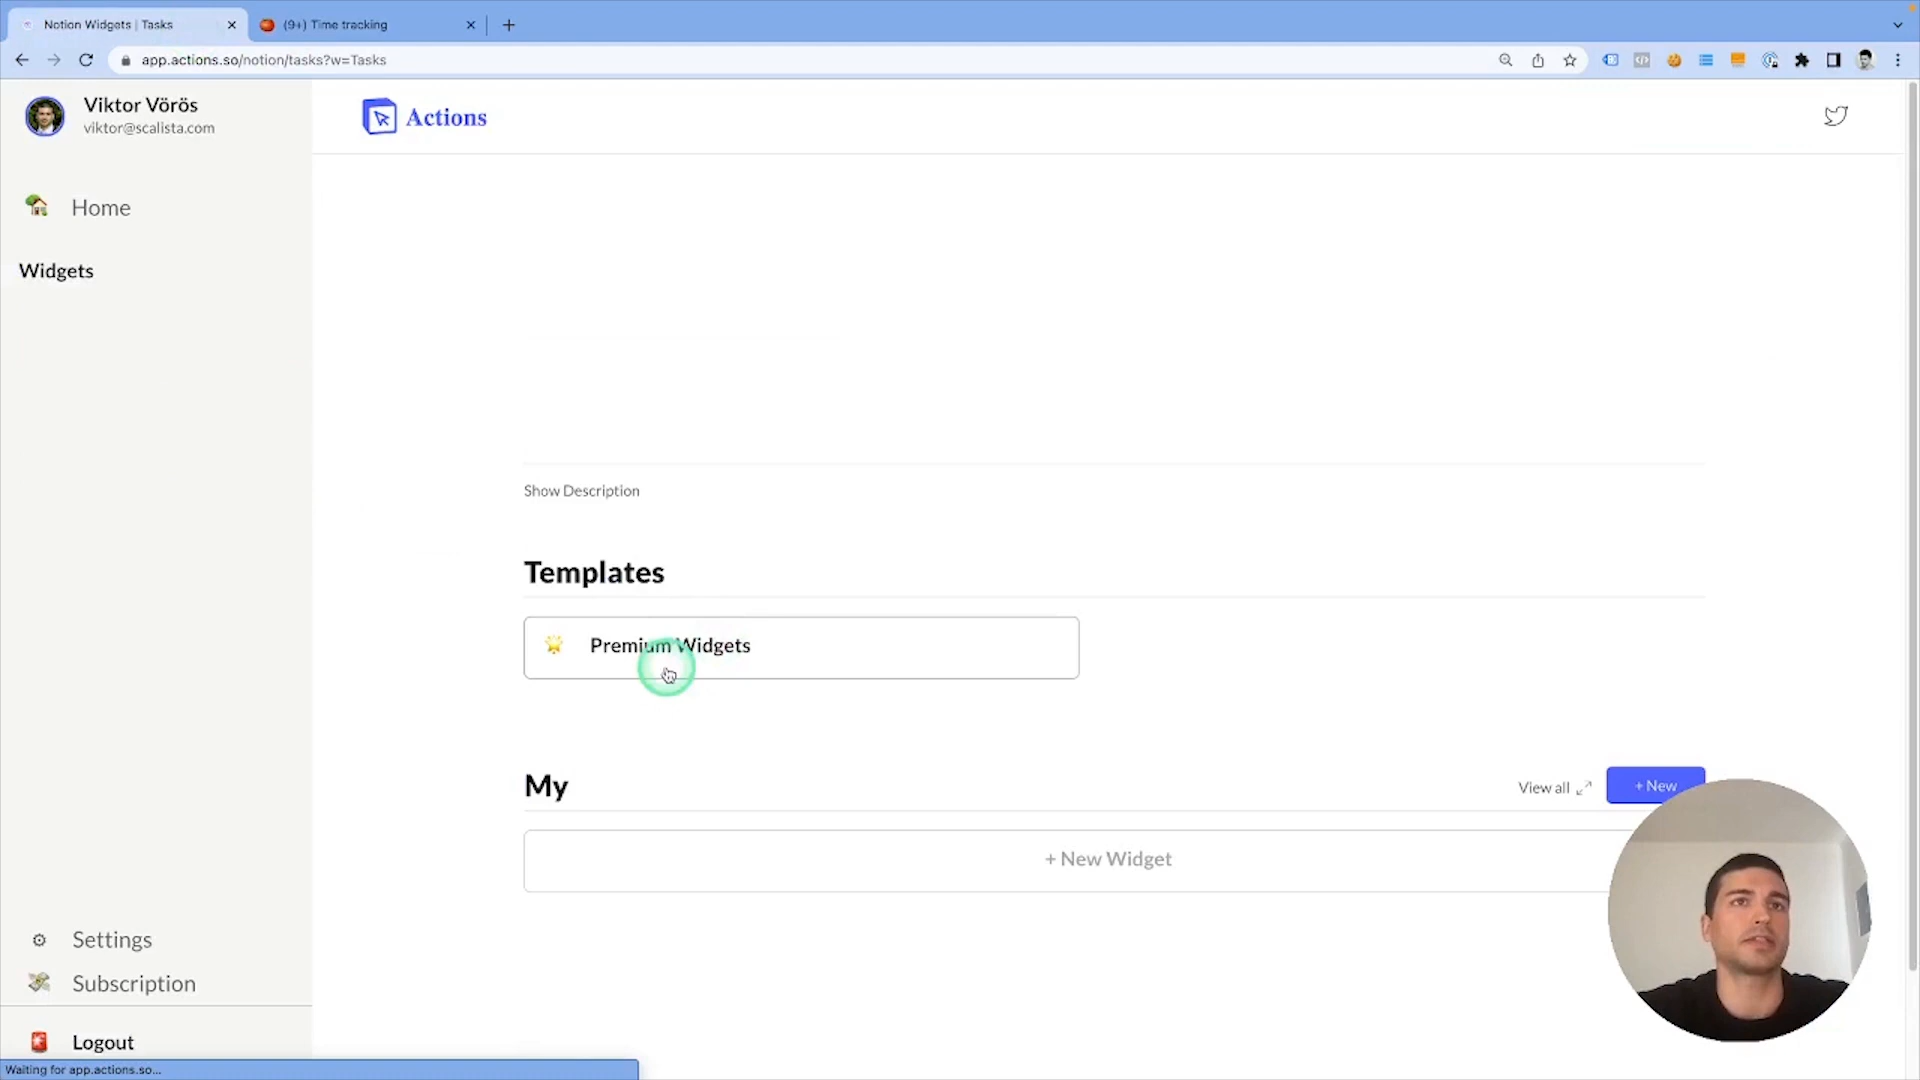 Notion Widgets | Tasks
(9+) Time tracking
app.actions.so/notion/tasks?w=Tasks
Viktor Vörös
viktor@scalista.com
Actions
Home
Widgets
Show Description
Templates
Premium Widgets
My
View all
+ New
+ New Widget
Settings
Subscription
Logout
Waiting for app.actions.so...